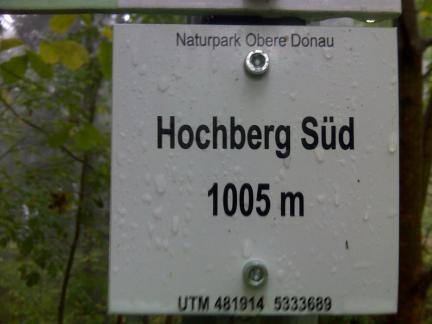 Naturpark Obere Donau
Hochberg Süd
1005 m
UTM 481914 5333689